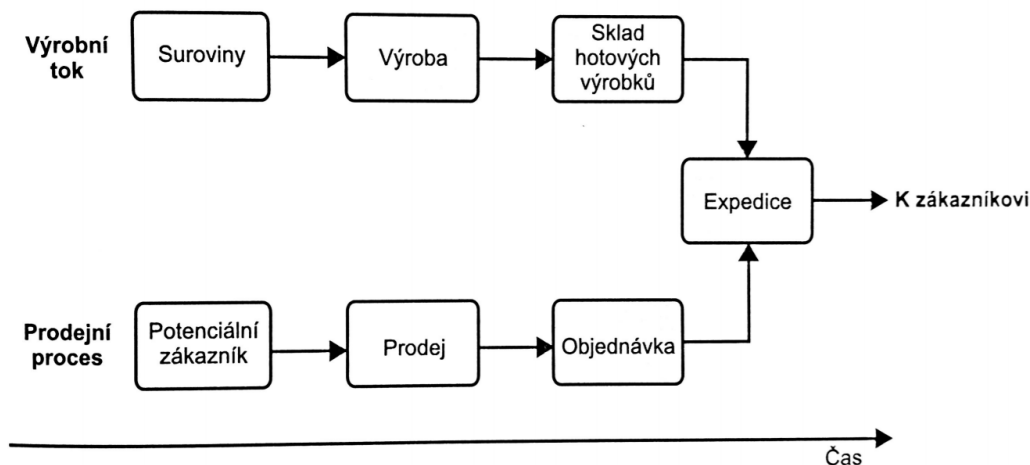 Výrobní
tok
Suroviny
Výroba
Sklad
hotových
výrobků
Expedice
K zákazníkovi
Prodejní
proces
Potenciální
zákazník
Prodej
Objednávka
Čas